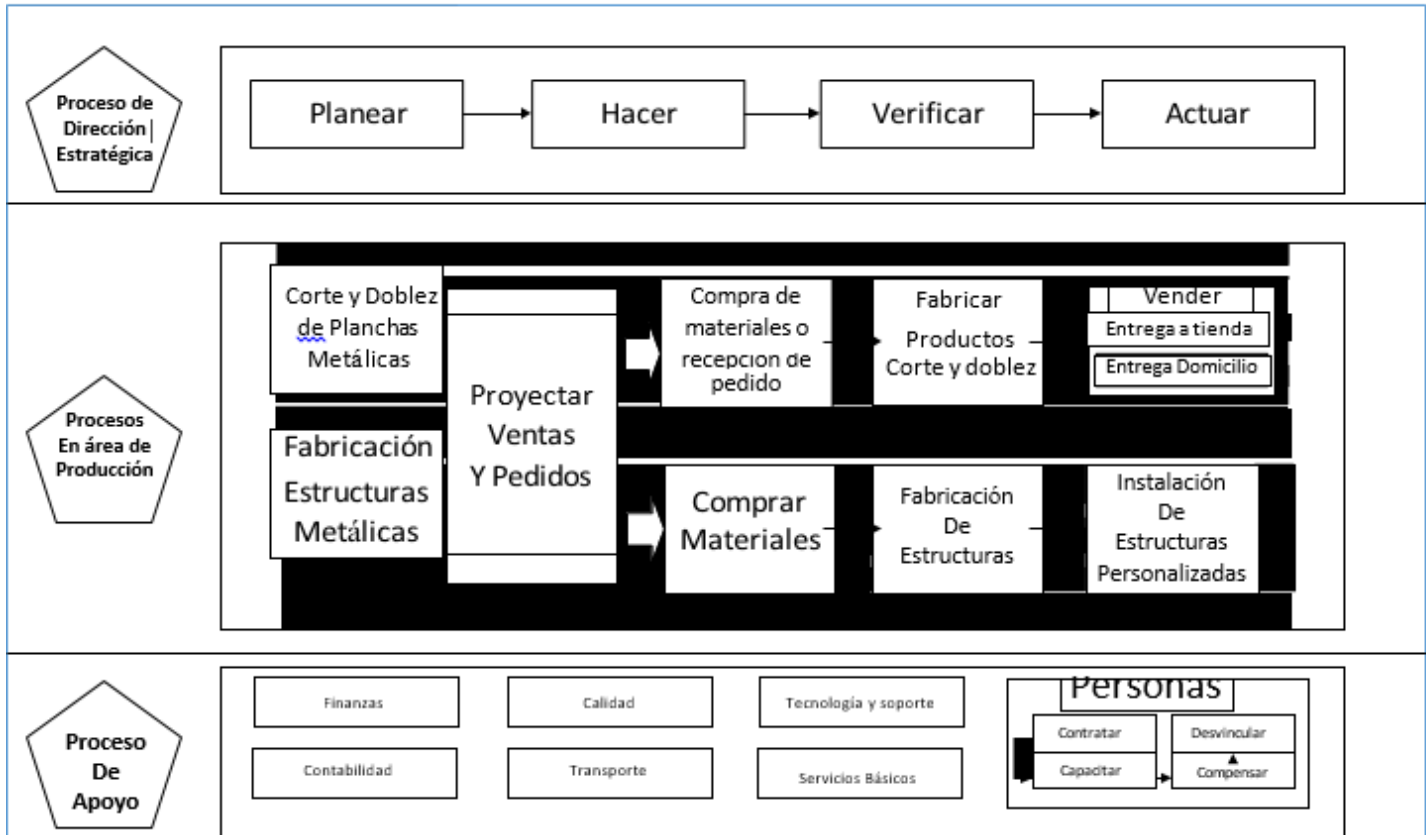 Proceso de
Dirección
Estratégica
Planear
Hacer
Verificar
Actuar
Procesos
En área de
Producción
Corte y Doblez
de Planchas
Metálicas
Fabricación
Estructuras
Metálicas
Proyectar
Ventas
Y Pedidos
Compra de
materiales o
recepción de
pedido
Fabricar
Productos
Corte y doblez
Vender
Entrega a tienda
Entrega Domicilio
Comprar
Materiales
Fabricación
De
Estructuras
Instalación
De
Estructuras
Personalizadas
Proceso
De
Apoyo
Finanzas
Calidad
Tecnología y soporte
Contabilidad
Transporte
Servicios Básicos
Personas
Contratar
Desvincular
Capacitar
Compensar